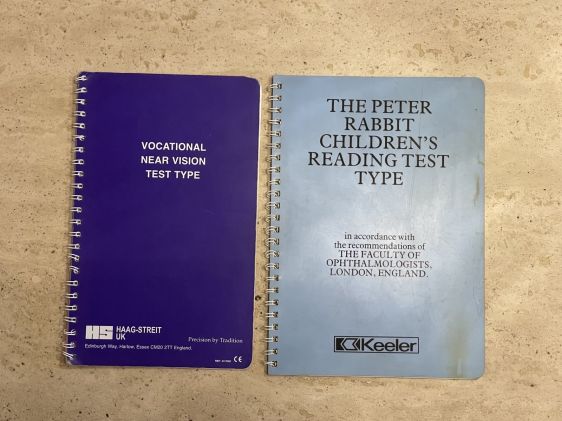 VOCATIONAL
NEAR VISION
TEST TYPE
HS HAAG-STREIT
UK
Precision by Tradition
Edinburgh Way, Harlow, Essex CM20 2TT England.
CE
THE PETER
RABBIT
CHILDREN'S
READING TEST
TYPE
in accordance with
the recommendations of
THE FACULTY OF
OPHTHALMOLOGISTS,
LONDON, ENGLAND.
Keeler